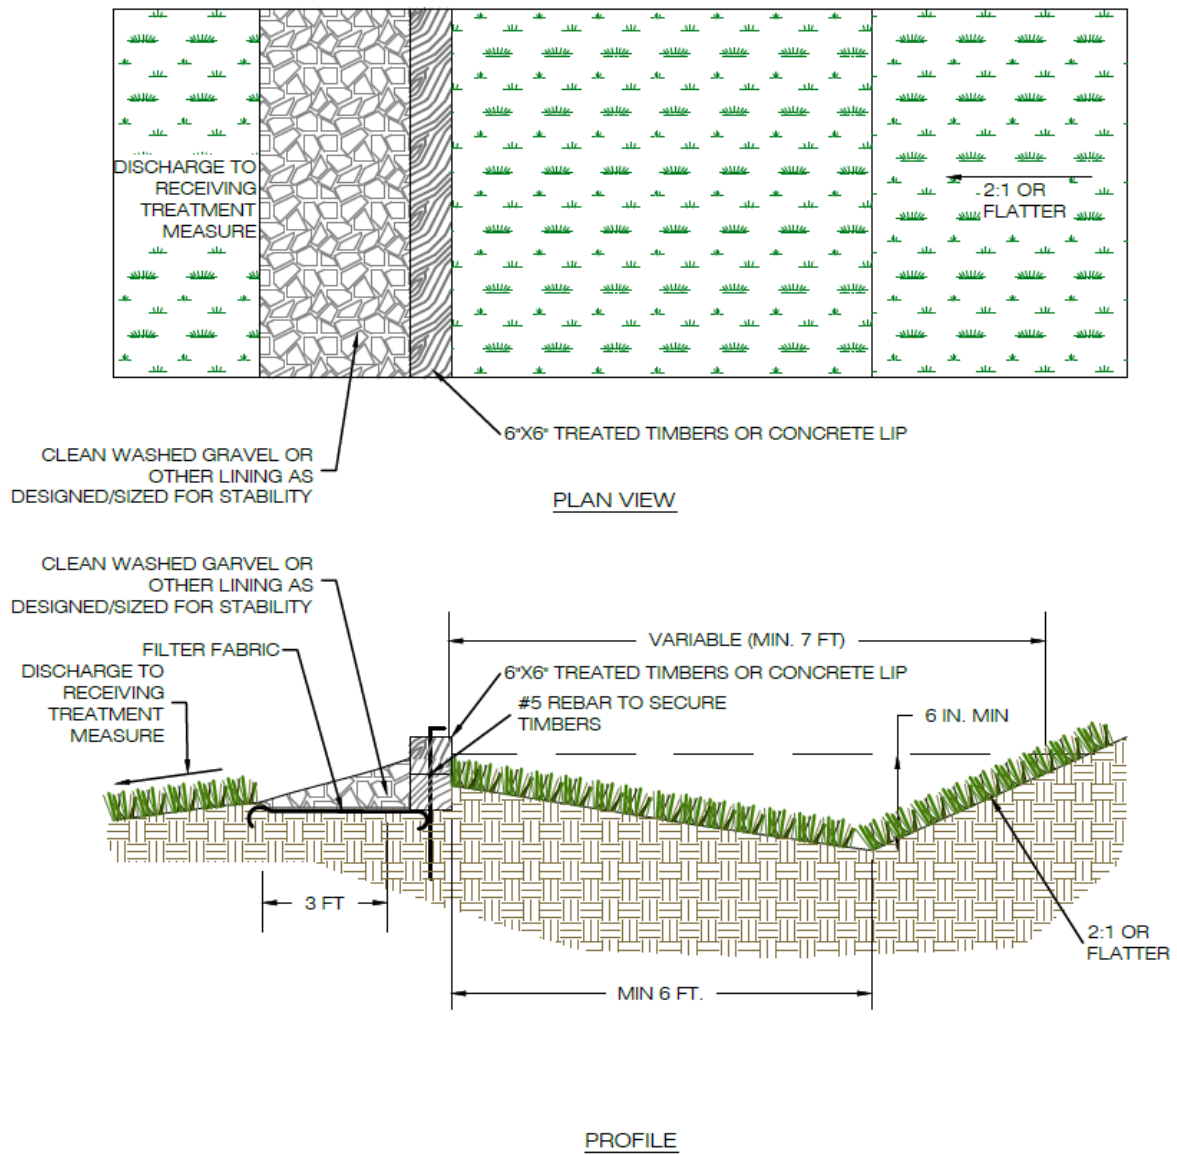 DISCHARGE TO
RECEIVING
TREATMENT
MEASURE
2:1 OR
FLATTER
6"X6" TREATED TIMBERS OR CONCRETE LIP
CLEAN WASHED GRAVEL OR
OTHER LINING AS
DESIGNED/SIZED FOR STABILITY
PLAN VIEW
CLEAN WASHED GARVEL OR
OTHER LINING AS
DESIGNED/SIZED FOR STABILITY
FILTER FABRIC
DISCHARGE TO
RECEIVING
TREATMENT
MEASURE
VARIABLE (MIN. 7 FT)
6"X6" TREATED TIMBERS OR CONCRETE LIP
#5 REBAR TO SECURE
TIMBERS
6 IN. MIN
3 FT
2:1 OR
FLATTER
MIN 6 FT.
PROFILE